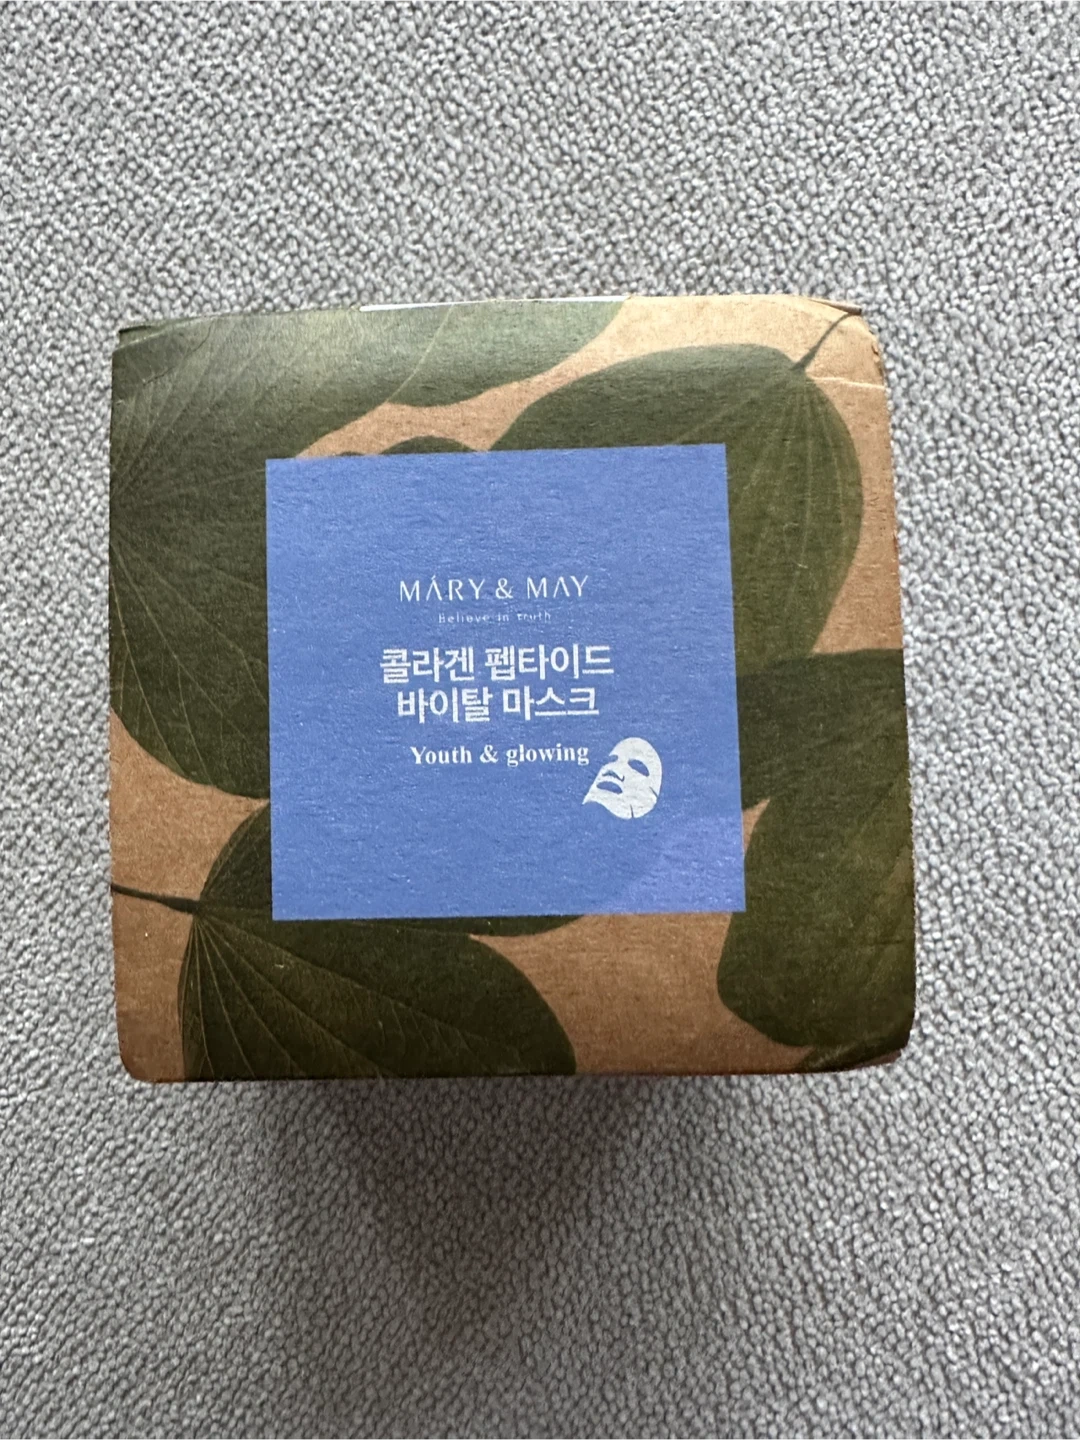 MARY & MAY
Believe in truth
콜라겐 펩타이드
바이탈 마스크
Youth & glowing